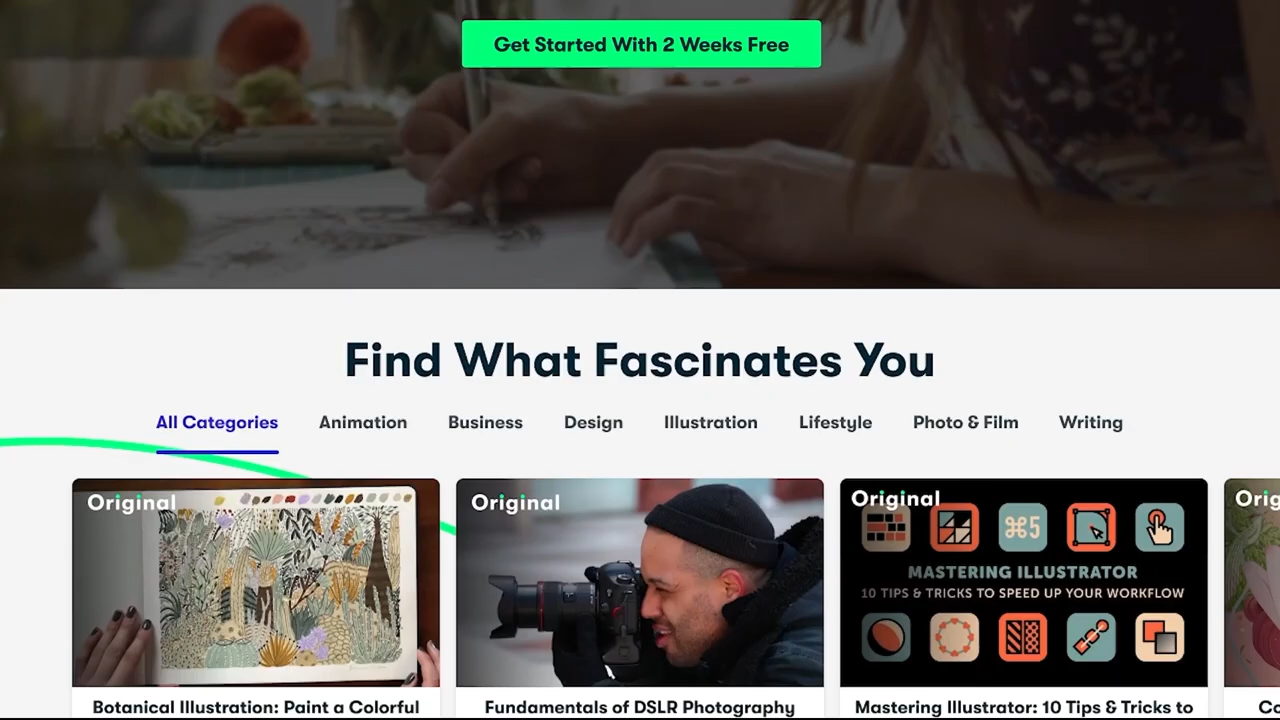 Get Started With 2 Weeks Free
Find What Fascinates You
All Categories Animation Business Design Illustration Lifestyle Photo & Film Writing
Original Original Original Orig
⌘5
MASTERING ILLUSTRATOR
10 TIPS & TRICKS TO SPEED UP YOUR WORKFLOW
Botanical Illustration: Paint a Colorful Fundamentals of DSLR Photography Mastering Illustrator: 10 Tips & Tricks to Co